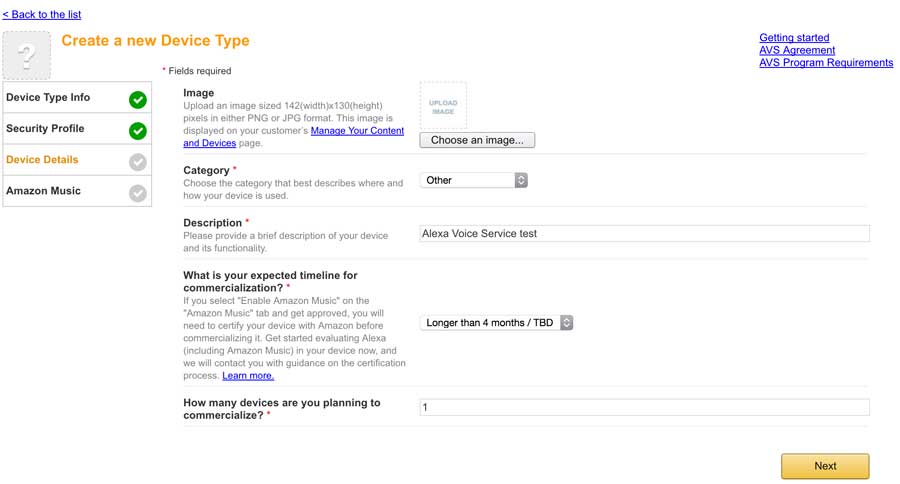 < Back to the list
?
Create a new Device Type
Getting started
AVS Agreement
AVS Program Requirements
* Fields required
Device Type Info
Security Profile
Device Details
Amazon Music
Image
Upload an image sized 142(width)x130(height)
pixels in either PNG or JPG format. This image is
displayed on your customer's Manage Your Content
and Devices page.
UPLOAD
IMAGE
Choose an image...
Category *
Choose the category that best describes where and
how your device is used.
Other
Description *
Please provide a brief description of your device
and its functionality.
Alexa Voice Service test
What is your expected timeline for
commercialization? *
If you select "Enable Amazon Music" on the
"Amazon Music" tab and get approved, you will
need to certify your device with Amazon before
commercializing it. Get started evaluating Alexa
(including Amazon Music) in your device now, and
we will contact you with guidance on the certification
process. Learn more.
Longer than 4 months / TBD
How many devices are you planning to
commercialize? *
1
Next